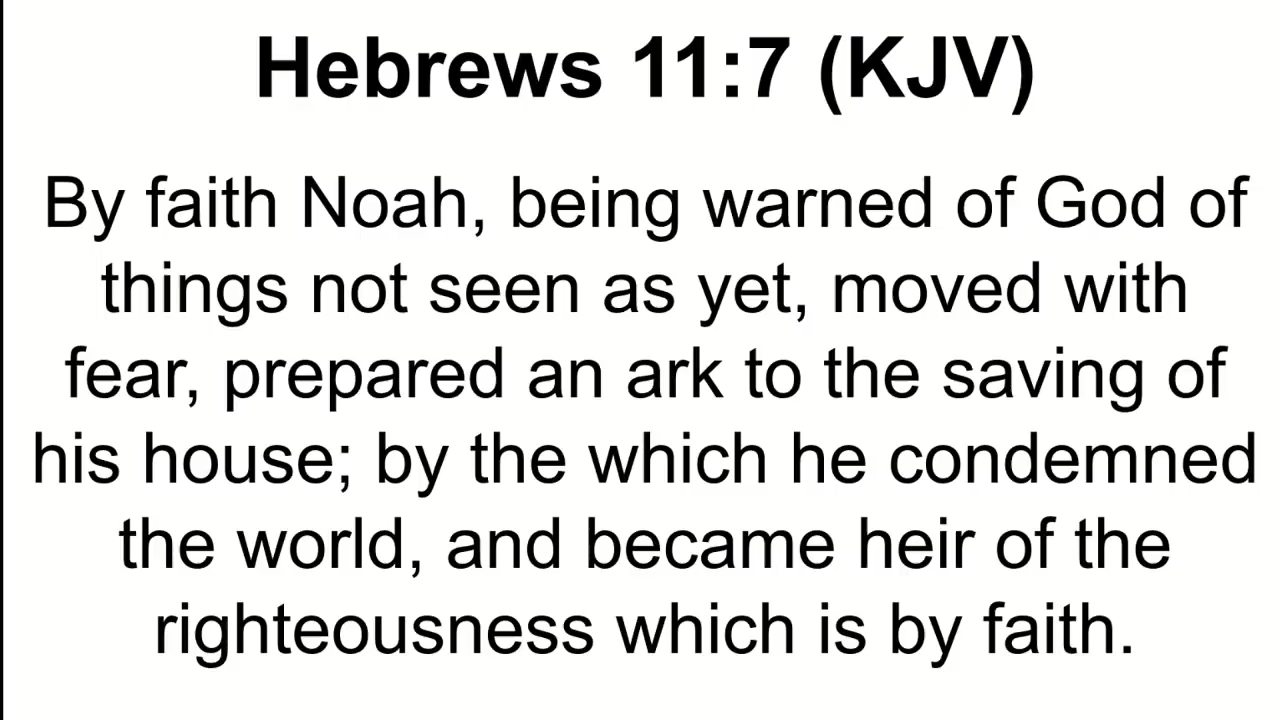 Hebrews 11:7 (KJV)
By faith Noah, being warned of God of
things not seen as yet, moved with
fear, prepared an ark to the saving of
his house; by the which he condemned
the world, and became heir of the
righteousness which is by faith.